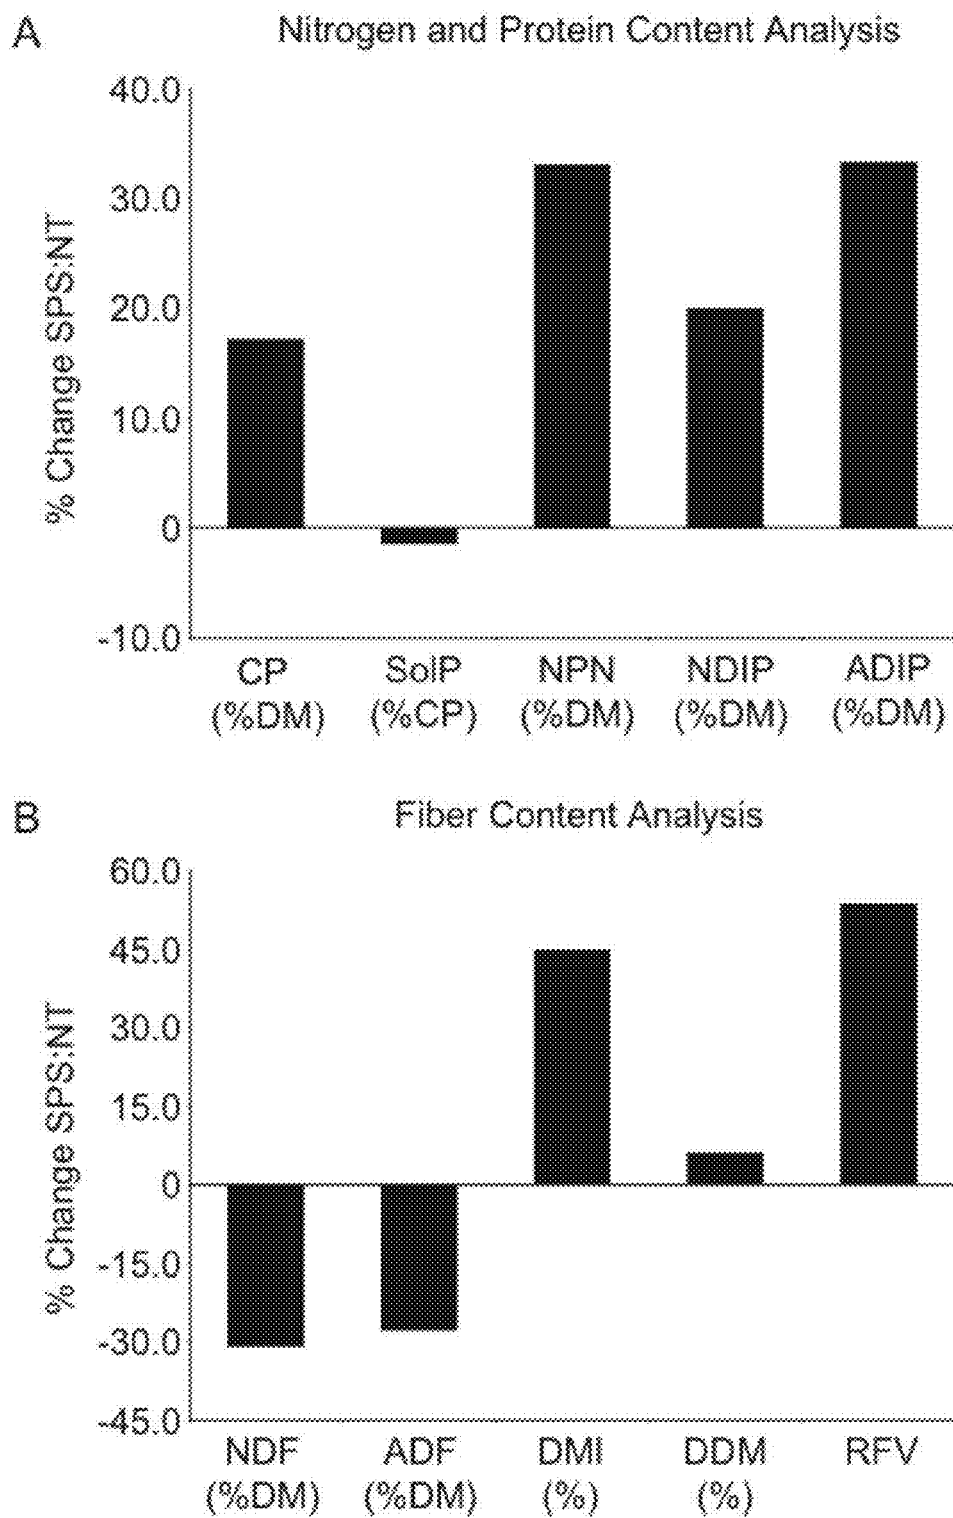 A
Nitrogen and Protein Content Analysis
% Change SPS:NT
40.0
30.0
20.0
10.0
0
-10.0
CP SolP NPN NDIP ADIP
(%DM) (%CP) (%DM) (%DM) (%DM)
B
Fiber Content Analysis
% Change SPS:NT
60.0
45.0
30.0
15.0
0
-15.0
-30.0
-45.0
NDF ADF DMI DDM RFV
(%DM) (%DM) (%) (%)